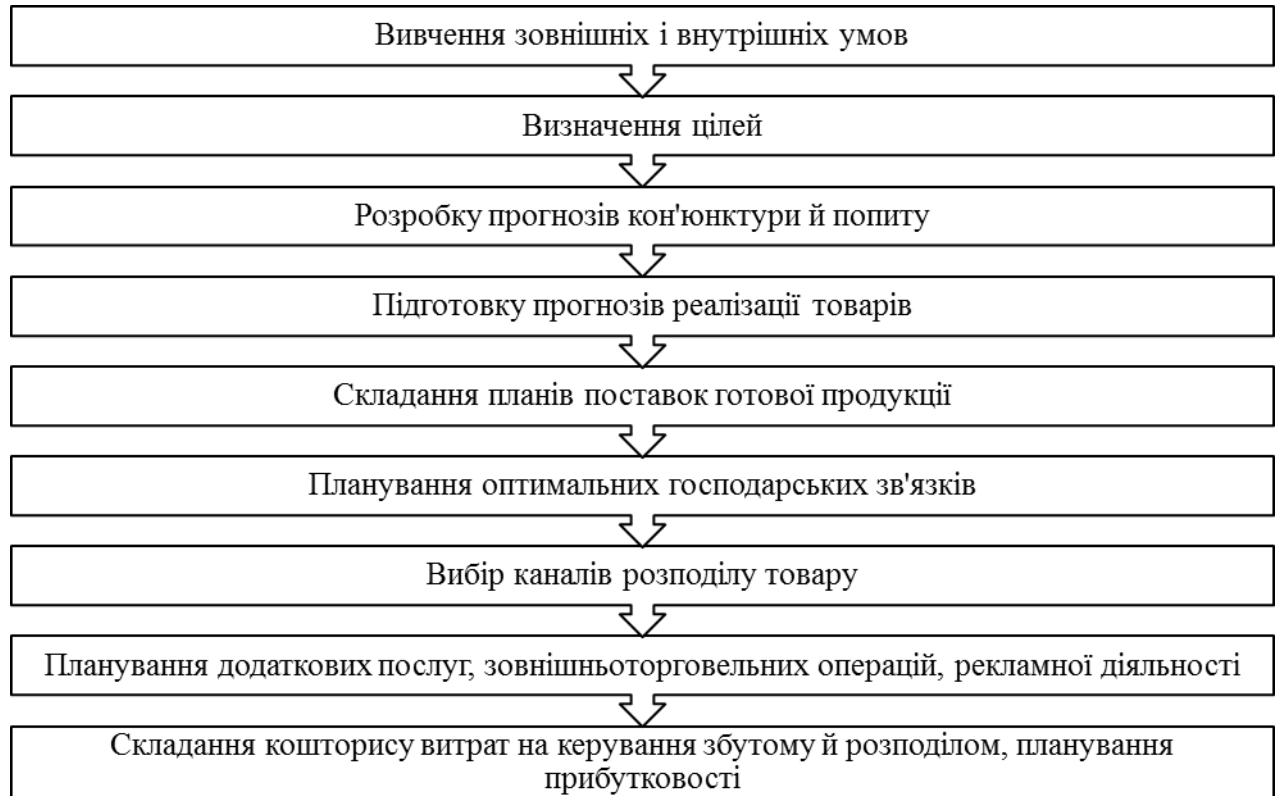 Вивчення зовнішніх і внутрішніх умов
Визначення цілей
Розробку прогнозів кон'юнктури й попиту
Підготовку прогнозів реалізації товарів
Складання планів поставок готової продукції
Планування оптимальних господарських зв'язків
Вибір каналів розподілу товару
Планування додаткових послуг, зовнішньоторговельних операцій, рекламної діяльності
Складання кошторису витрат на керування збутому й розподілом, планування
прибутковості